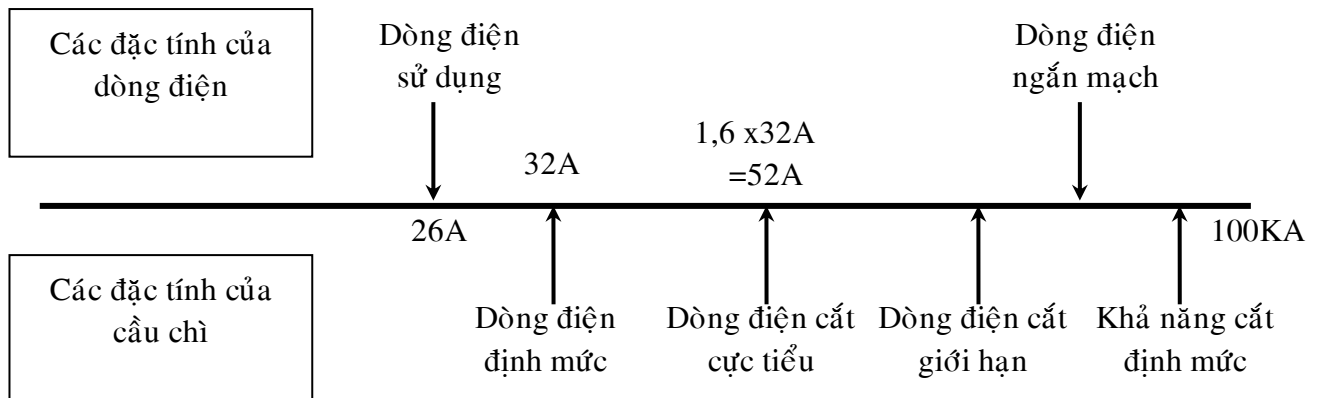 Các đặc tính của
dòng điện
Dòng điện
sử dụng
Dòng điện
ngắn mạch
32A
1,6 x32A
=52A
26A
100KA
Các đặc tính của
cầu chì
Dòng điện
định mức
Dòng điện cắt
cực tiểu
Dòng điện cắt
giới hạn
Khả năng cắt
định mức